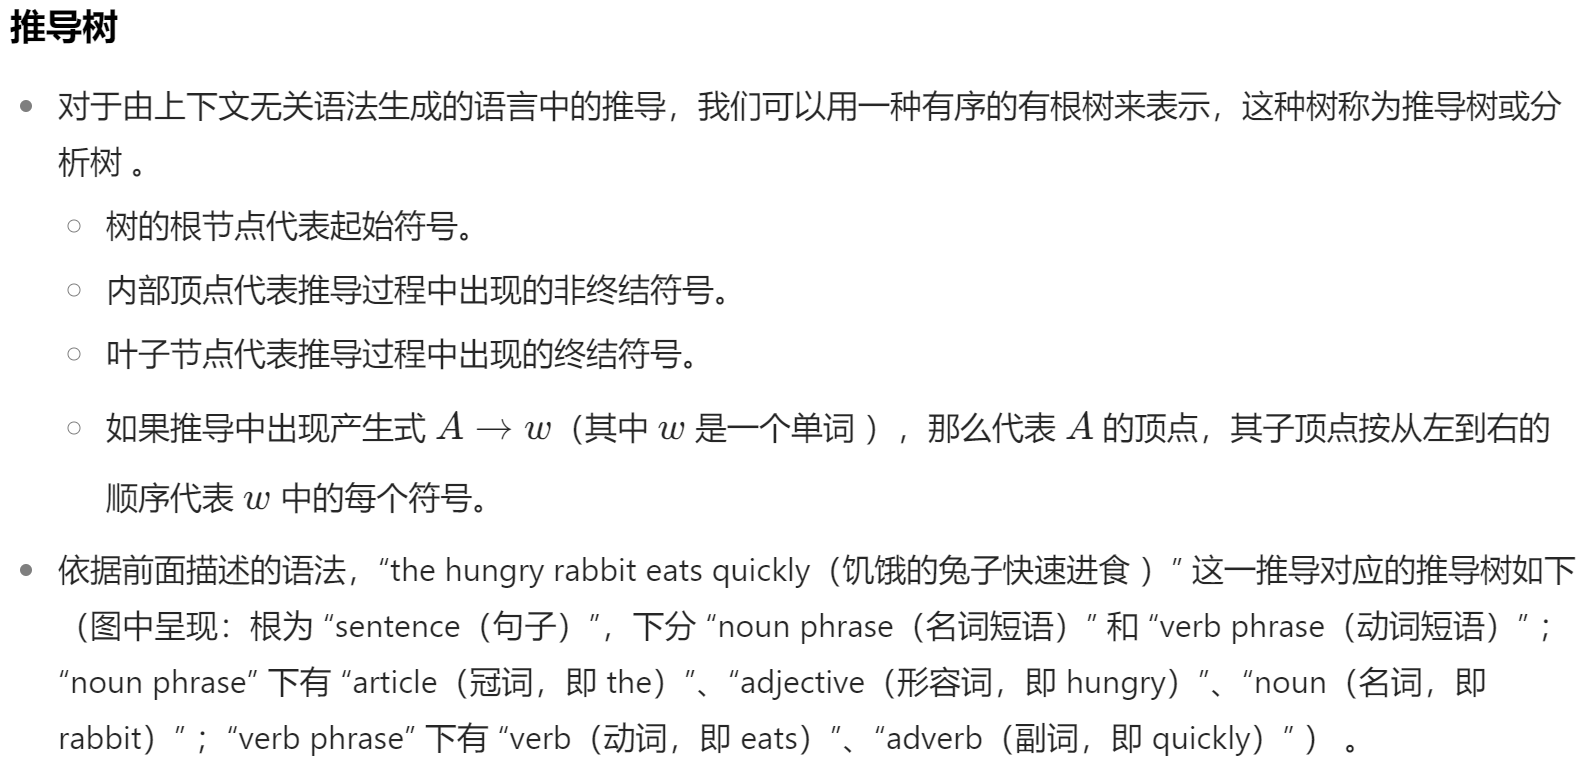 推导树
对于由上下文无关语法生成的语言中的推导，我们可以用一种有序的有根树来表示，这种树称为推导树或分
析树 。
树的根节点代表起始符号。
内部顶点代表推导过程中出现的非终结符号。
叶子节点代表推导过程中出现的终结符号。
如果推导中出现产生式 A → w（其中 w 是一个单词 ），那么代表 A 的顶点，其子顶点按从左到右的
顺序代表 w 中的每个符号。
依据前面描述的语法，“the hungry rabbit eats quickly（饥饿的兔子快速进食 ）” 这一推导对应的推导树如下
（图中呈现：根为 “sentence（句子）”，下分 “noun phrase（名词短语）” 和 “verb phrase（动词短语）” ；
“noun phrase” 下有 “article（冠词，即 the）”、“adjective（形容词，即 hungry）”、“noun（名词，即
rabbit）” ；“verb phrase” 下有 “verb（动词，即 eats）”、“adverb（副词，即 quickly）” ） 。